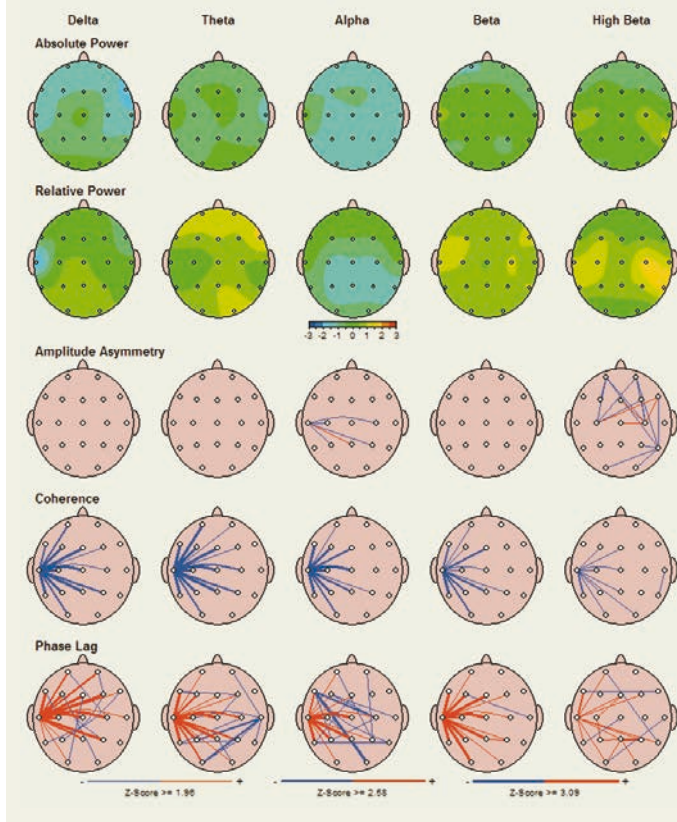 Delta Theta Alpha Beta High Beta
Absolute Power
Relative Power
-3 -2 -1 0 1 2 3
Amplitude Asymmetry
Coherence
Phase Lag
- + - + - +
Z-Score >= 1.96 Z-Score >= 2.58 Z-Score >= 3.09